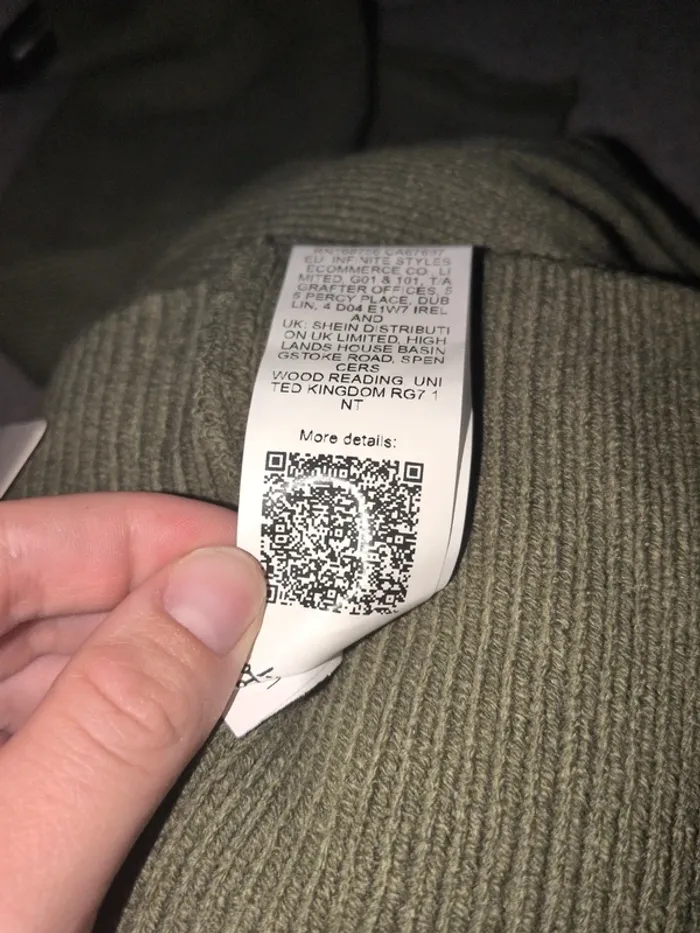 EU: INFINITE STYLES
ECOMMERCE CO., LI
MITED, G01 & 101, T/A
GRAFTER OFFICES, 5
5 PERCY PLACE, DUB
LIN, 4 D04 E1W7 IREL
AND
UK: SHEIN DISTRIBUTI
ON UK LIMITED, HIGH
LANDS HOUSE BASIN
GSTOKE ROAD, SPEN
CERS
WOOD READING UNI
TED KINGDOM RG7 1
NT
More details: